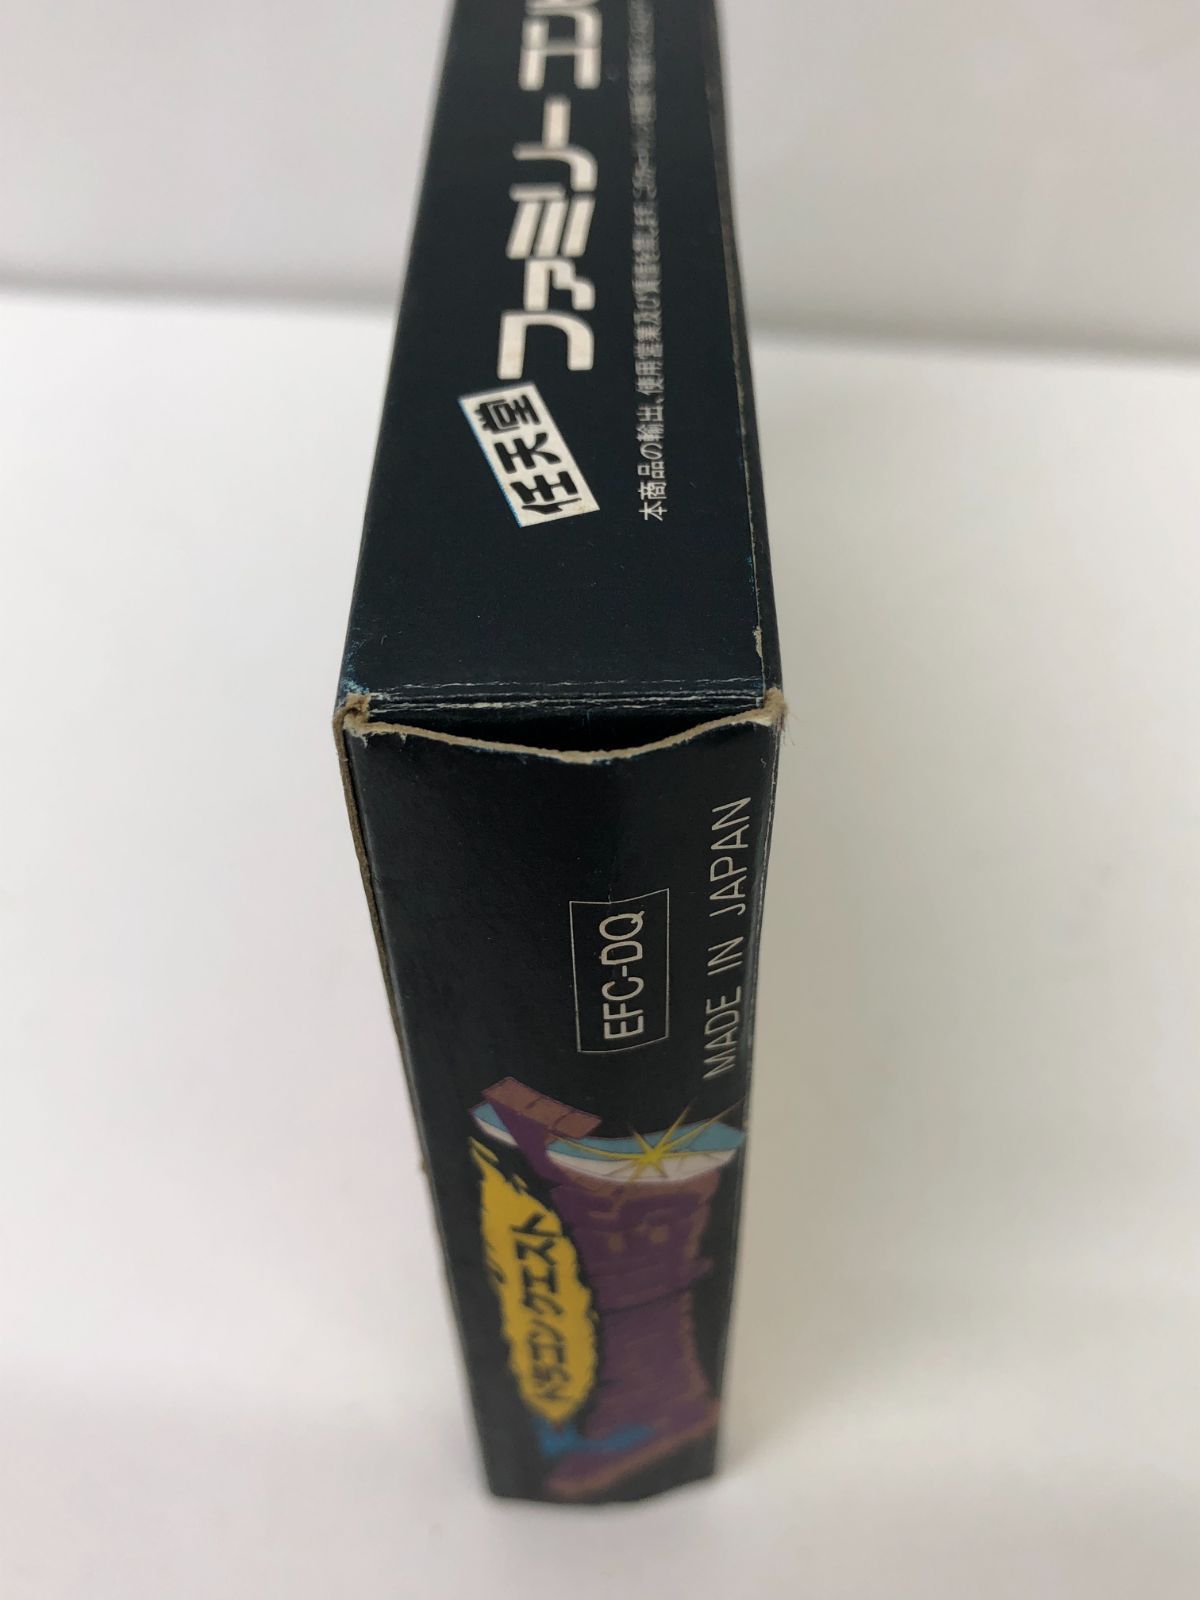 任天堂
ファミリー コン
本商品の輸出、使用営業及び賃貸を禁じます。
EFC-DQ
MADE IN JAPAN
ドラゴンクエスト